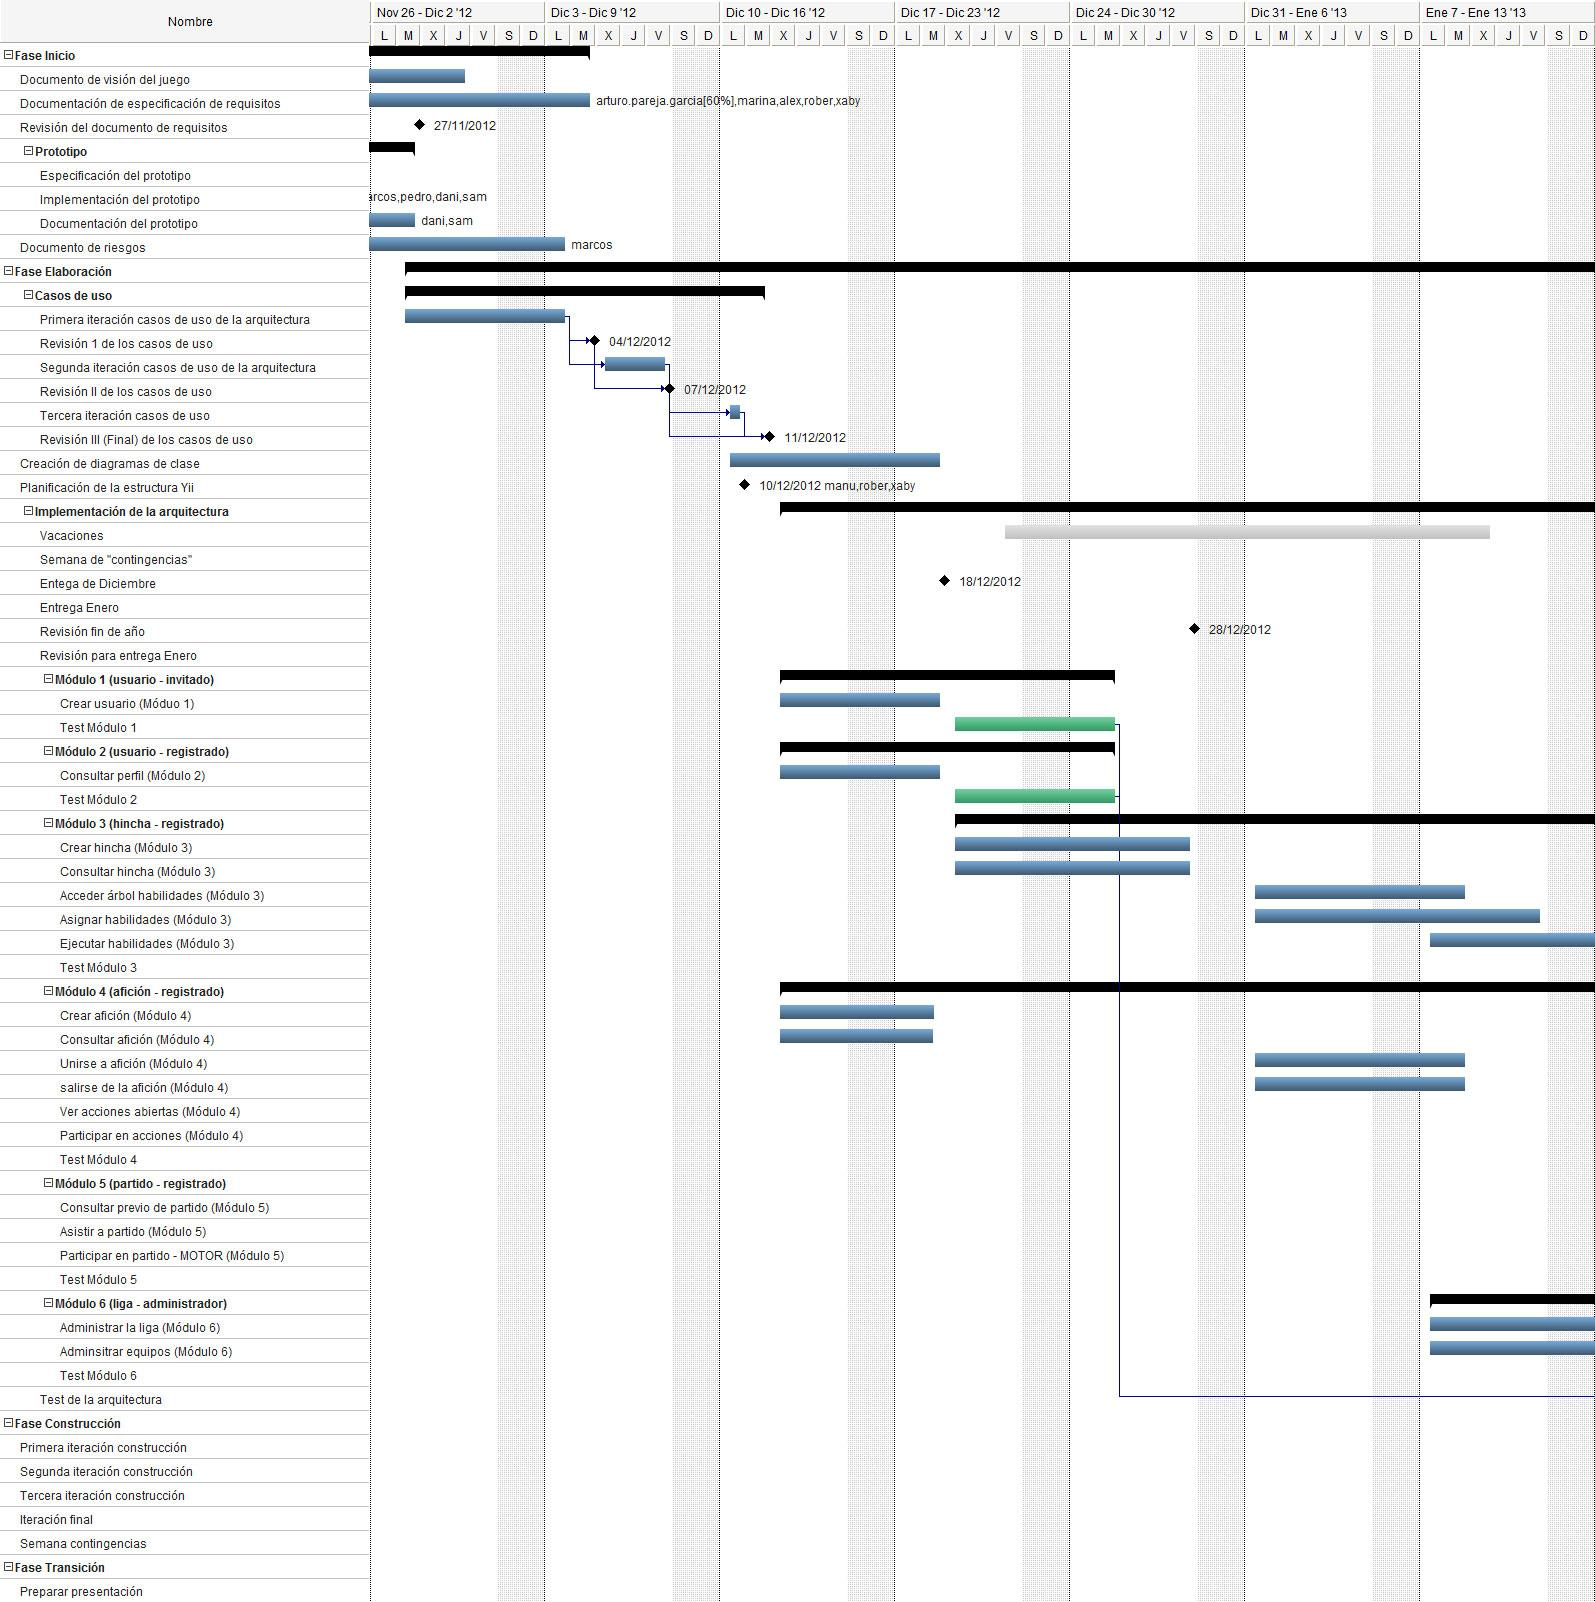 Nombre
Nov 26 - Dic 2 '12 Dic 3 - Dic 9 '12 Dic 10 - Dic 16 '12 Dic 17 - Dic 23 '12 Dic 24 - Dic 30 '12 Dic 31 - Ene 6 '13 Ene 7 - Ene 13 '13
L M X J V S D L M X J V S D L M X J V S D L M X J V S D L M X J V S D L M X J V S D L M X J V S D
Fase Inicio
Documento de visión del juego
Documentación de especificación de requisitos arturo.pareja.garcia[60%],marina,alex,rober,xaby
Revisión del documento de requisitos 27/11/2012
Prototipo
Especificación del prototipo
Implementación del prototipo arcos,pedro,dani,sam
Documentación del prototipo dani,sam
Documento de riesgos marcos
Fase Elaboración
Casos de uso
Primera iteración casos de uso de la arquitectura
Revisión 1 de los casos de uso 04/12/2012
Segunda iteración casos de uso de la arquitectura
Revisión II de los casos de uso 07/12/2012
Tercera iteración casos de uso
Revisión III (Final) de los casos de uso 11/12/2012
Creación de diagramas de clase
Planificación de la estructura Yii 10/12/2012 manu,rober,xaby
Implementación de la arquitectura
Vacaciones
Semana de "contingencias"
Entega de Diciembre 18/12/2012
Entrega Enero
Revisión fin de año 28/12/2012
Revisión para entrega Enero
Módulo 1 (usuario - invitado)
Crear usuario (Móduo 1)
Test Módulo 1
Módulo 2 (usuario - registrado)
Consultar perfil (Módulo 2)
Test Módulo 2
Módulo 3 (hincha - registrado)
Crear hincha (Módulo 3)
Consultar hincha (Módulo 3)
Acceder árbol habilidades (Módulo 3)
Asignar habilidades (Módulo 3)
Ejecutar habilidades (Módulo 3)
Test Módulo 3
Módulo 4 (afición - registrado)
Crear afición (Módulo 4)
Consultar afición (Módulo 4)
Unirse a afición (Módulo 4)
salirse de la afición (Módulo 4)
Ver acciones abiertas (Módulo 4)
Participar en acciones (Módulo 4)
Test Módulo 4
Módulo 5 (partido - registrado)
Consultar previo de partido (Módulo 5)
Asistir a partido (Módulo 5)
Participar en partido - MOTOR (Módulo 5)
Test Módulo 5
Módulo 6 (liga - administrador)
Administrar la liga (Módulo 6)
Adminsitrar equipos (Módulo 6)
Test Módulo 6
Test de la arquitectura
Fase Construcción
Primera iteración construcción
Segunda iteración construcción
Tercera iteración construcción
Iteración final
Semana contingencias
Fase Transición
Preparar presentación